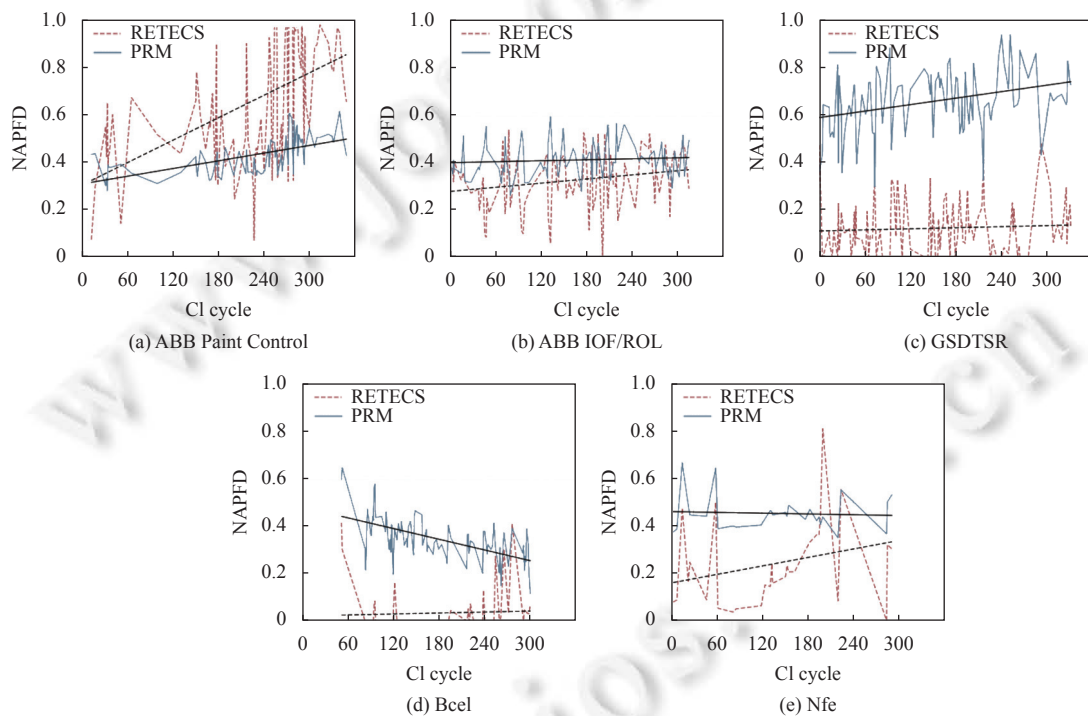 1.0
0.8
0.6
0.4
0.2
0
NAPFD
RETECS
PRM
0 60 120 180 240 300
Cl cycle
(a) ABB Paint Control
1.0
0.8
0.6
0.4
0.2
0
NAPFD
RETECS
PRM
0 60 120 180 240 300
Cl cycle
(b) ABB IOF/ROL
1.0
0.8
0.6
0.4
0.2
0
NAPFD
RETECS
PRM
0 60 120 180 240 300
Cl cycle
(c) GSDTSR
1.0
0.8
0.6
0.4
0.2
0
NAPFD
RETECS
PRM
0 60 120 180 240 300
Cl cycle
(d) Bcel
1.0
0.8
0.6
0.4
0.2
0
NAPFD
RETECS
PRM
0 60 120 180 240 300
Cl cycle
(e) Nfe